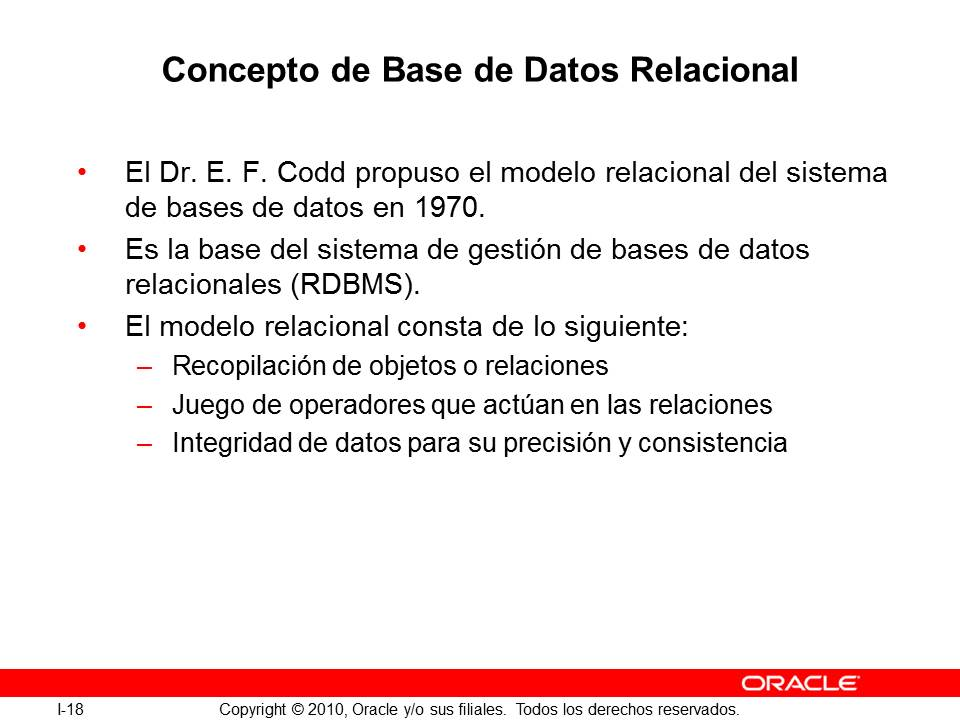 Concepto de Base de Datos Relacional
• El Dr. E. F. Codd propuso el modelo relacional del sistema
de bases de datos en 1970.
• Es la base del sistema de gestión de bases de datos
relacionales (RDBMS).
• El modelo relacional consta de lo siguiente:
– Recopilación de objetos o relaciones
– Juego de operadores que actúan en las relaciones
– Integridad de datos para su precisión y consistencia
ORACLE
I-18 Copyright © 2010, Oracle y/o sus filiales. Todos los derechos reservados.